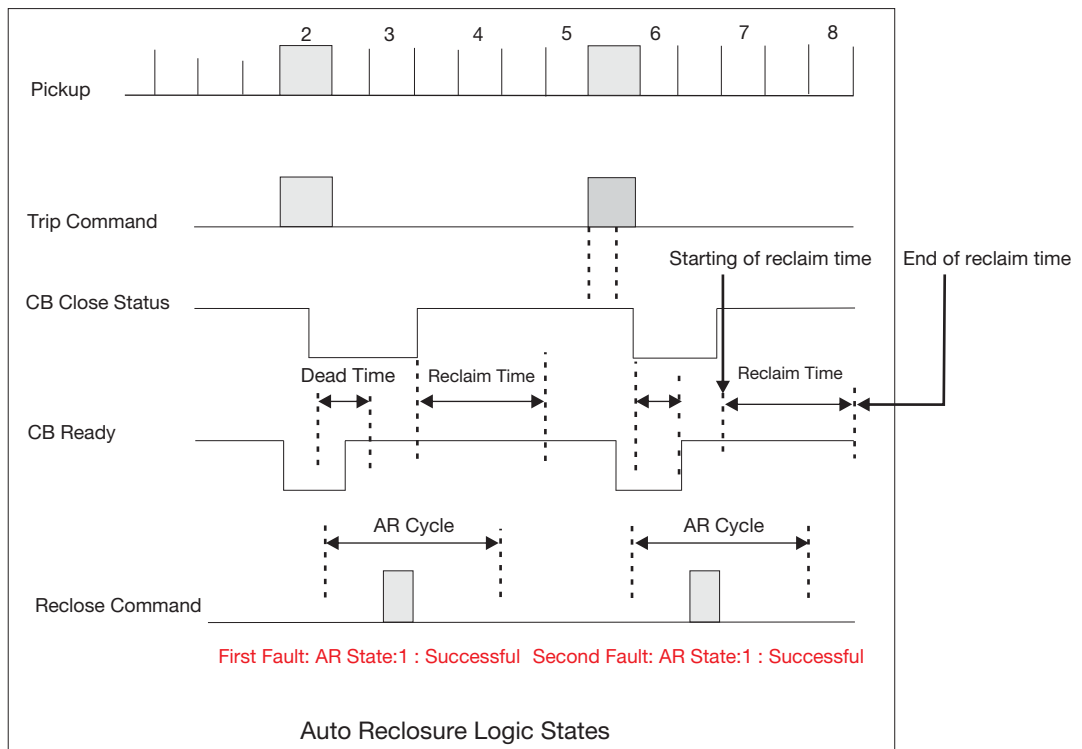 2 3 4 5 6 7 8
Pickup
Trip Command
Starting of reclaim time
End of reclaim time
CB Close Status
Dead Time
Reclaim Time
Reclaim Time
CB Ready
AR Cycle
AR Cycle
Reclose Command
First Fault: AR State:1 : Successful
Second Fault: AR State:1 : Successful
Auto Reclosure Logic States